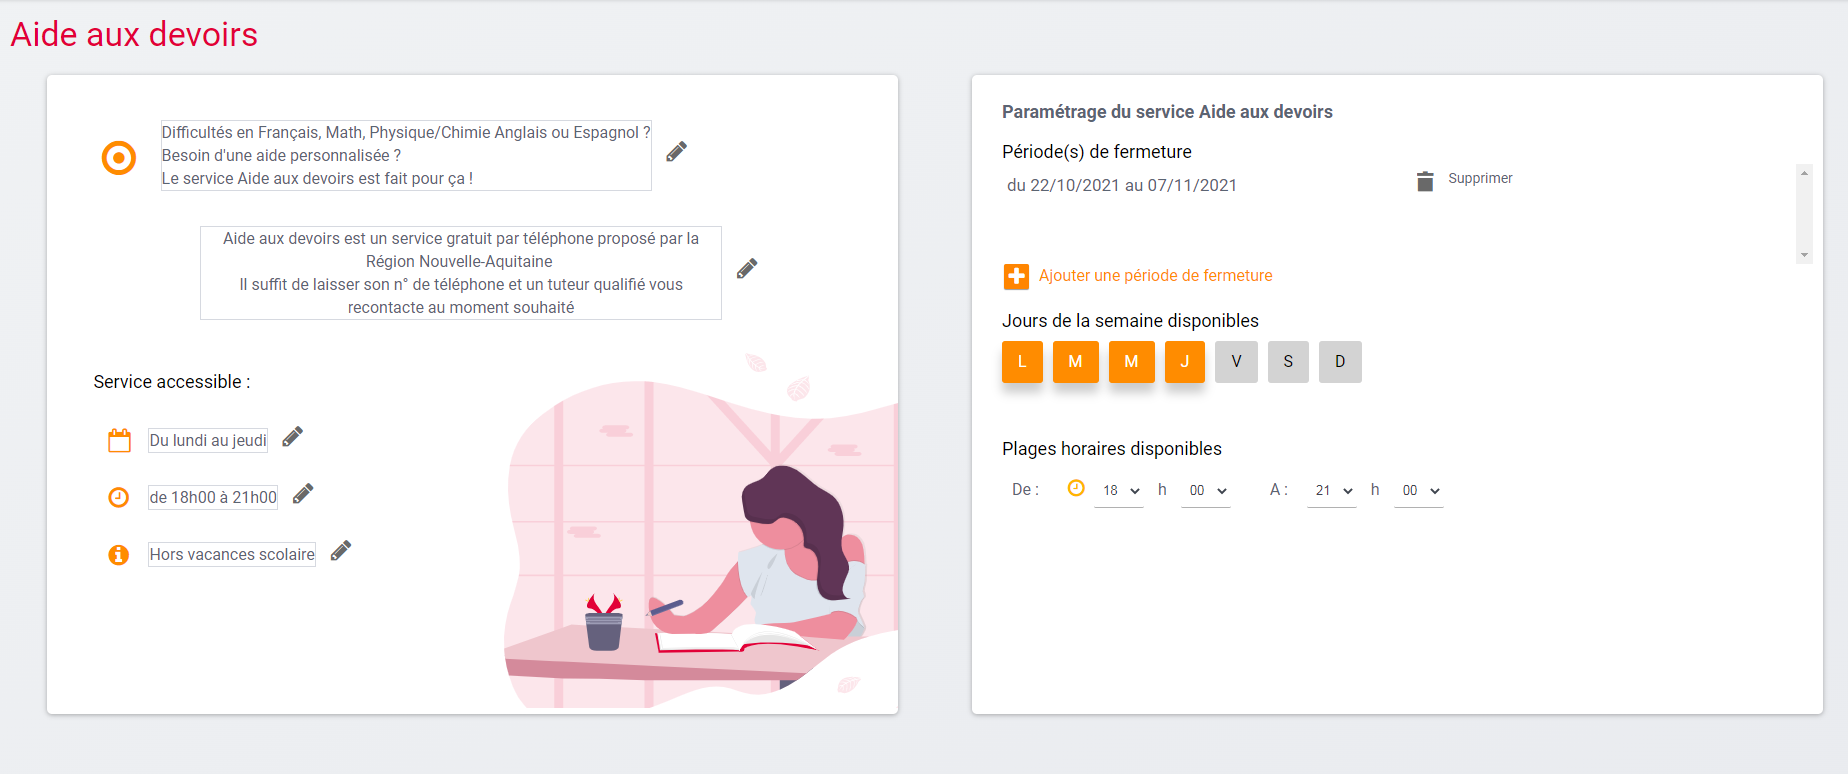 Aide aux devoirs
Difficultés en Français, Math, Physique/Chimie Anglais ou Espagnol ?
Besoin d'une aide personnalisée ?
Le service Aide aux devoirs est fait pour ça !
Aide aux devoirs est un service gratuit par téléphone proposé par la
Région Nouvelle-Aquitaine
Il suffit de laisser son n° de téléphone et un tuteur qualifié vous
recontacte au moment souhaité
Service accessible :
Du lundi au jeudi
de 18h00 à 21h00
Hors vacances scolaire
Paramétrage du service Aide aux devoirs
Période(s) de fermeture
du 22/10/2021 au 07/11/2021 Supprimer
Ajouter une période de fermeture
Jours de la semaine disponibles
L M M J V S D
Plages horaires disponibles
De : 18 h 00 A : 21 h 00